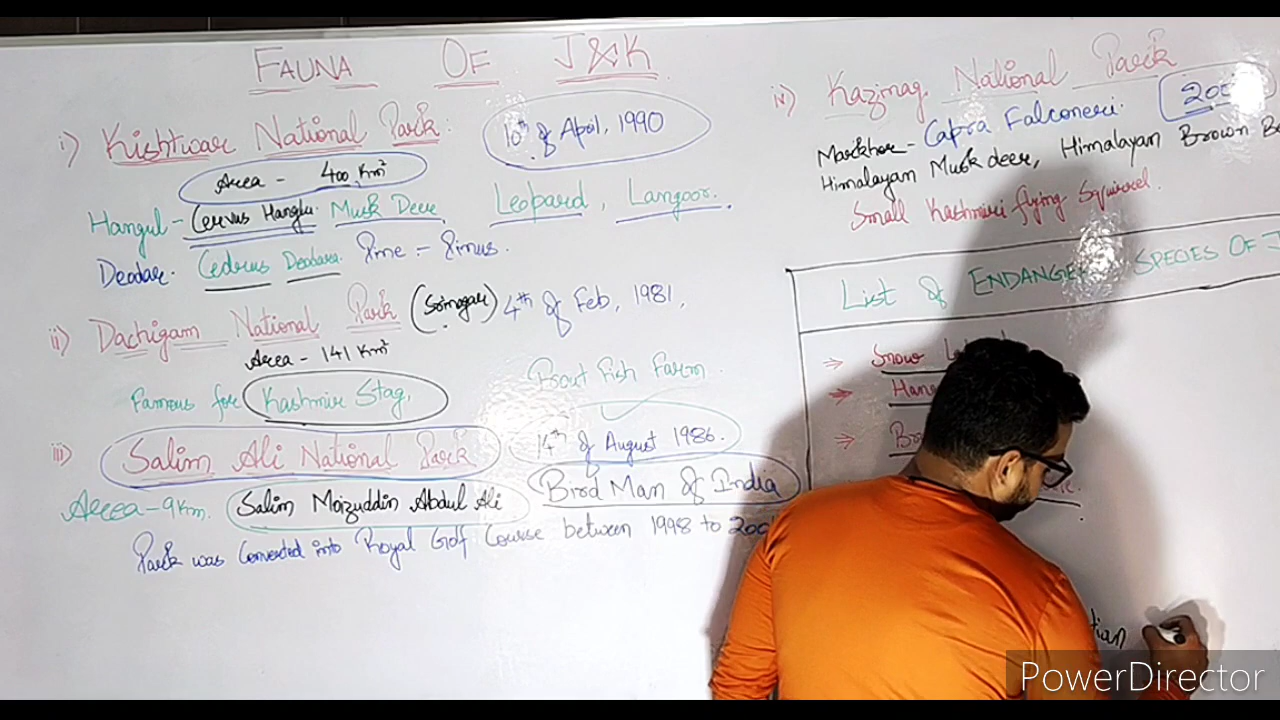 FAUNA OF J&K
i) Kishtwar National Park. 10th of April, 1990
Area - 400 Km²
Hangul - Cervus Hanglu. Musk Deer Leopard, Langoor.
Deodar. Cedrus Deodara. Pine - Pinus.
ii) Dachigam National Park (Srinagar) 4th of Feb, 1981.
Area - 141 Km²
Famous for Kashmir Stag. Trout Fish Farm.
iii) Salim Ali National Park 14th of August 1986.
Area - 9 Km. Salim Moizuddin Abdul Ali Bird Man of India
Park was Converted into Royal Golf Course between 1998 to
iv) Kazinag National Park
Markhor - Capra Falconeri.
Himalayan Musk deer, Himalayan Brown
Small Kashmiri flying Squirrel.
List of SPECIES OF
⇒ Snow
⇒
⇒
PowerDirector